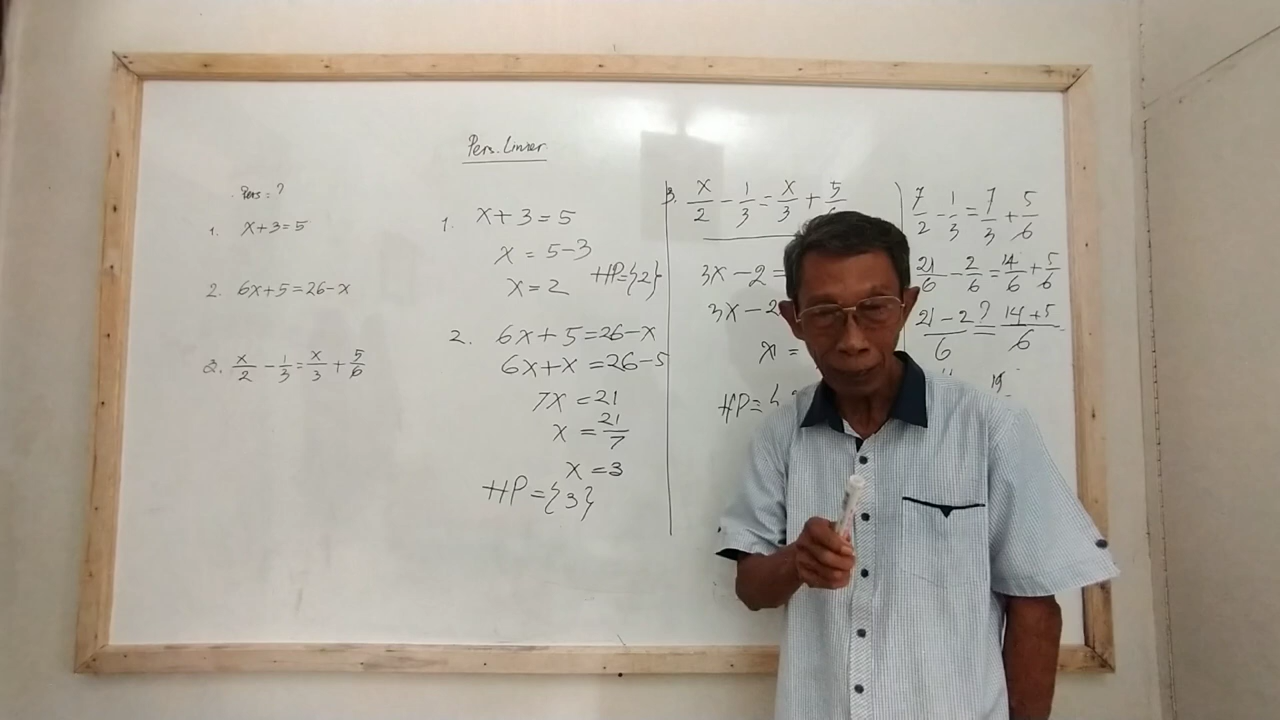 Pers. Linier
Pers : ?
1. x+3=5
2. 6x+5=26-x
3. x/2 - 1/3 = x/3 + 5/6
1. x+3=5
x = 5-3
x = 2 HP={2}
2. 6x+5=26-x
6x+x=26-5
7x = 21
x = 21/7
x = 3
HP={3}
3. x/2 - 1/3 = x/3 + 5/6
3x-2=
3x-2
x =
HP={
7/2 - 1/3 = 7/3 + 5/6
21/6 - 2/6 = 14/6 + 5/6
21-2/6 ?= 14+5/6
19